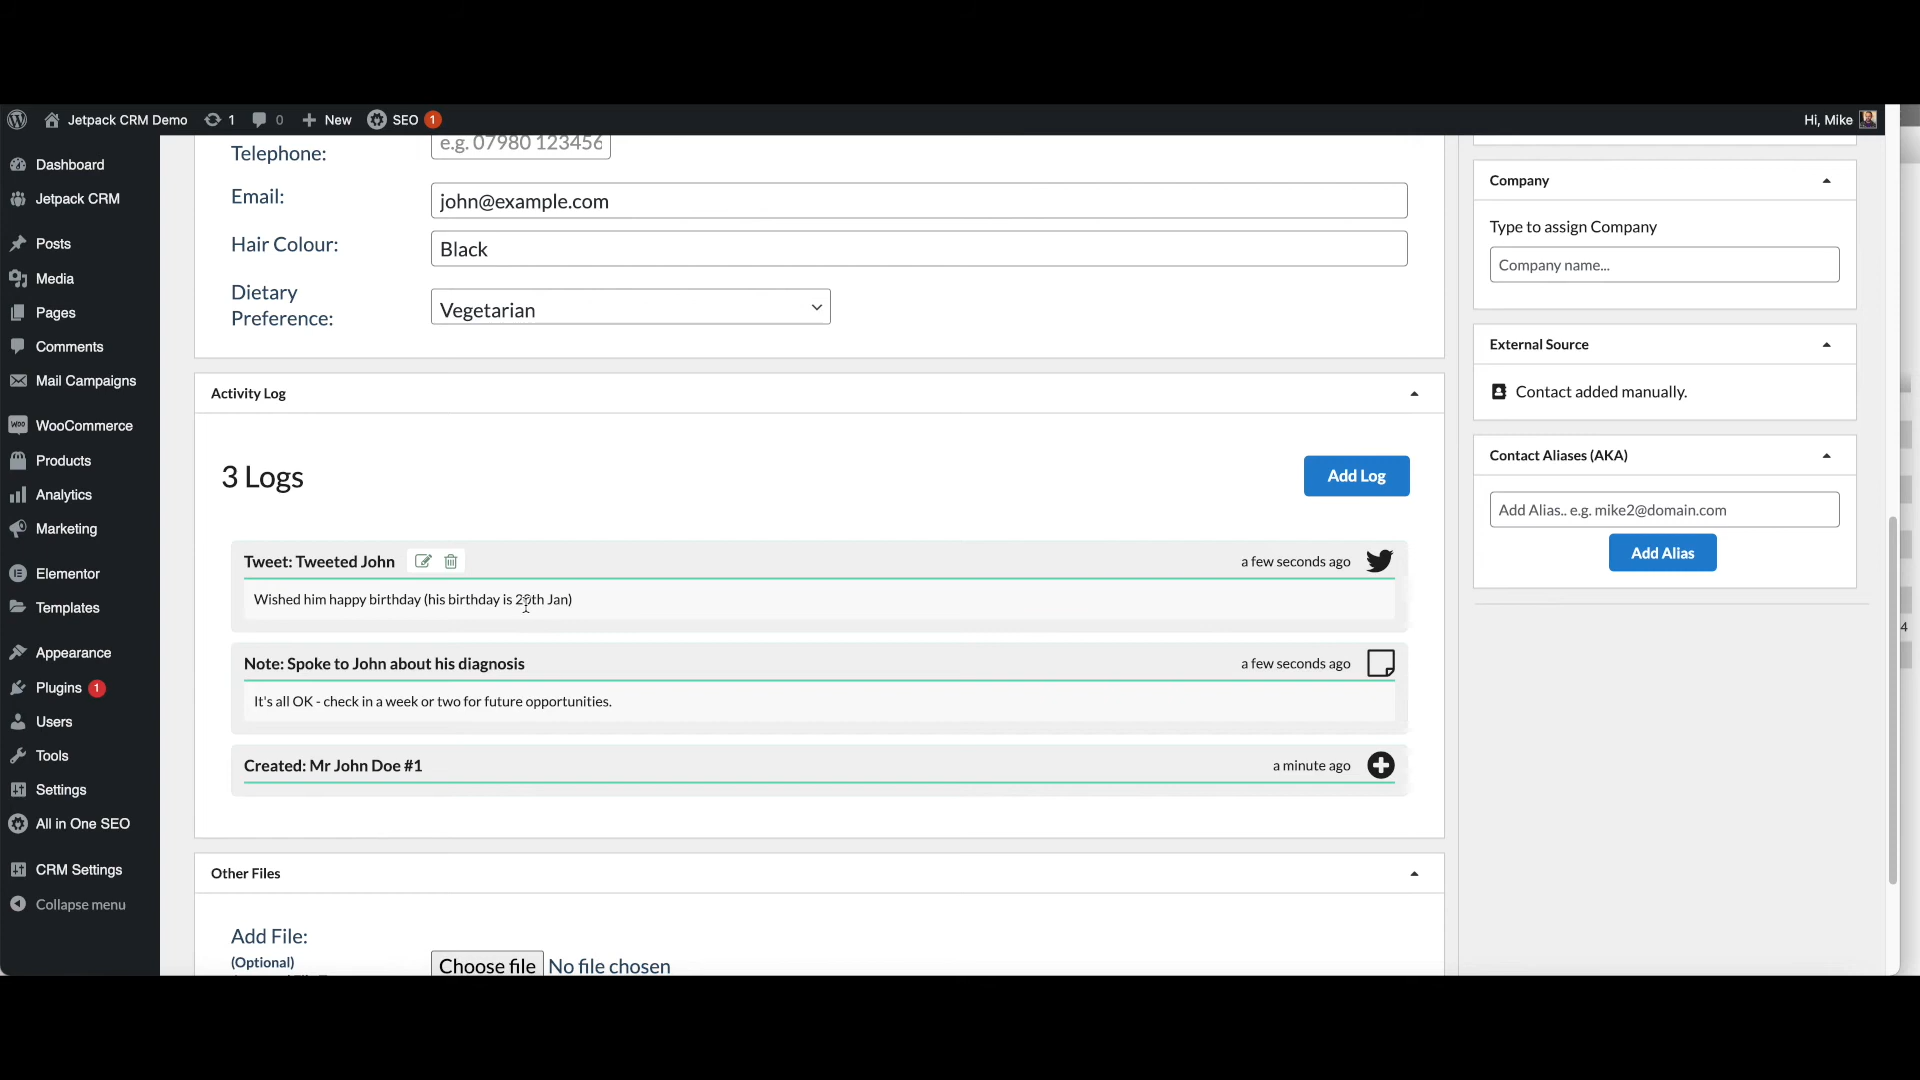 Jetpack CRM Demo 1 0 New SEO 1 Hi, Mike
Dashboard
Jetpack CRM
Posts
Media
Pages
Comments
Mail Campaigns
WooCommerce
Products
Analytics
Marketing
Elementor
Templates
Appearance
Plugins 1
Users
Tools
Settings
All in One SEO
CRM Settings
Collapse menu
Telephone: e.g. 07980 123456
Email: john@example.com
Hair Colour: Black
Dietary
Preference: Vegetarian
Activity Log
3 Logs Add Log
Tweet: Tweeted John a few seconds ago
Wished him happy birthday (his birthday is Jan)
Note: Spoke to John about his diagnosis a few seconds ago
It's all OK - check in a week or two for future opportunities.
Created: Mr John Doe #1 a minute ago
Other Files
Add File:
(Optional)
Choose file No file chosen
Company
Type to assign Company
Company name...
External Source
Contact added manually.
Contact Aliases (AKA)
Add Alias.. e.g. mike2@domain.com
Add Alias
4